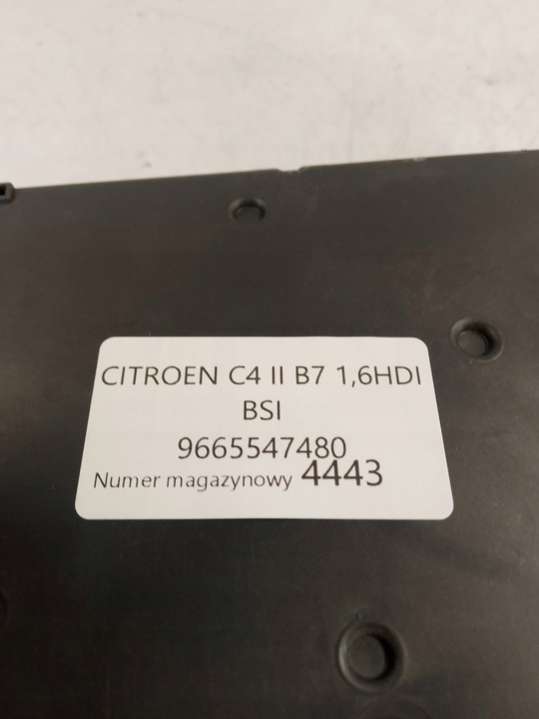 CITROEN C4 II B7 1,6HDI
BSI
9665547480
Numer magazynowy 4443